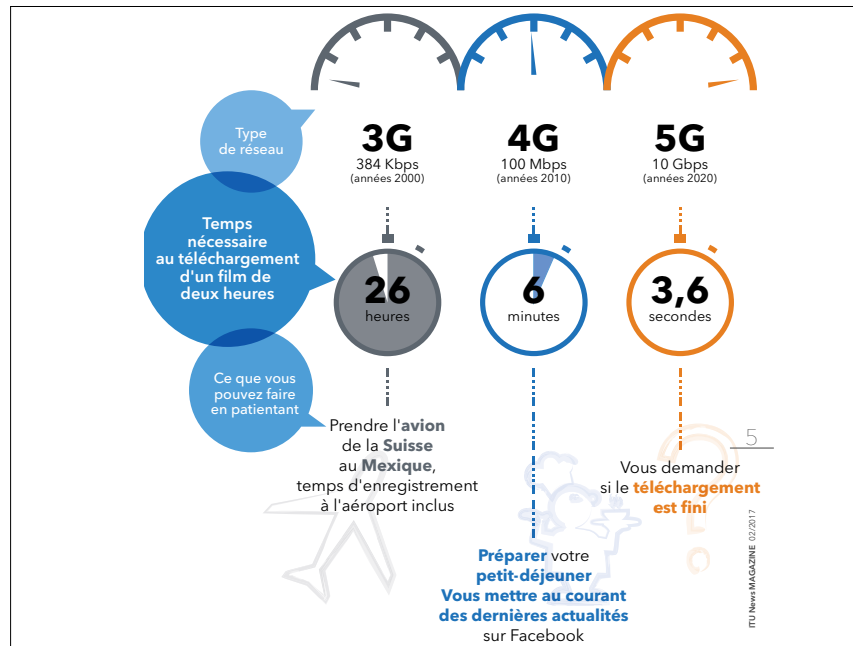 Type
de réseau
3G
384 Kbps
(années 2000)
4G
100 Mbps
(années 2010)
5G
10 Gbps
(années 2020)
Temps
nécessaire
au téléchargement
d'un film de
deux heures
26
heures
6
minutes
3,6
secondes
Ce que vous
pouvez faire
en patientant
Prendre l'avion
de la Suisse
au Mexique,
temps d'enregistrement
à l'aéroport inclus
Préparer votre
petit-déjeuner
Vous mettre au courant
des dernières actualités
sur Facebook
Vous demander
si le téléchargement
est fini
5
ITU News MAGAZINE 02/2017